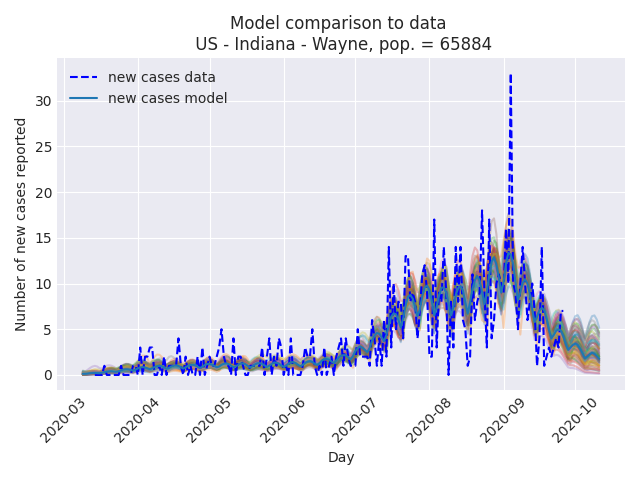 Model comparison to data
US - Indiana - Wayne, pop. = 65884
new cases data
new cases model
Number of new cases reported
30
25
20
15
10
5
0
2020-03
2020-04
2020-05
2020-06
2020-07
2020-08
2020-09
2020-10
Day